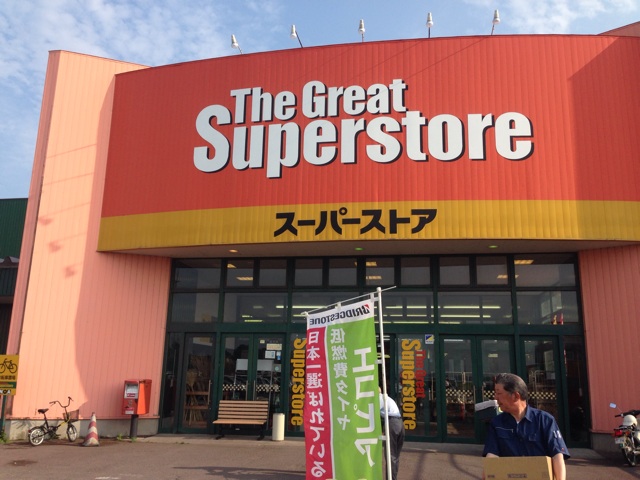 The Great
Superstore
スーパーストア
BRIDGESTONE
エコピア
低燃費タイヤ
日本一選ばれている
Superstore
Superstore